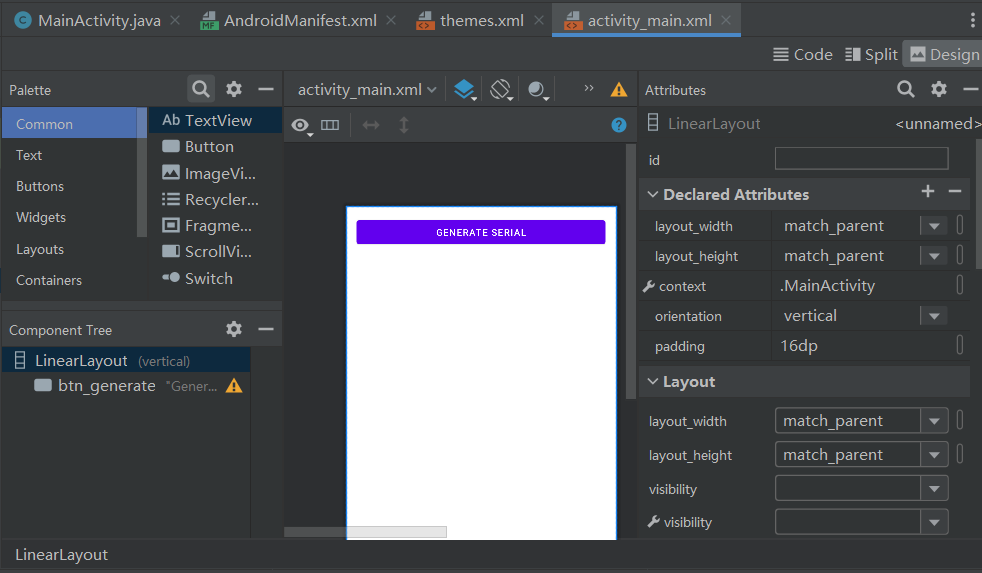 MainActivity.java AndroidManifest.xml themes.xml activity_main.xml
Code Split Design
Palette
Common
Text
Buttons
Widgets
Layouts
Containers
Ab TextView
Button
ImageVi...
Recycler...
Fragme...
ScrollVi...
Switch
Component Tree
LinearLayout (vertical)
btn_generate "Gener...
activity_main.xml
GENERATE SERIAL
Attributes
LinearLayout <unnamed>
id
Declared Attributes
layout_width match_parent
layout_height match_parent
context .MainActivity
orientation vertical
padding 16dp
Layout
layout_width match_parent
layout_height match_parent
visibility
visibility
LinearLayout